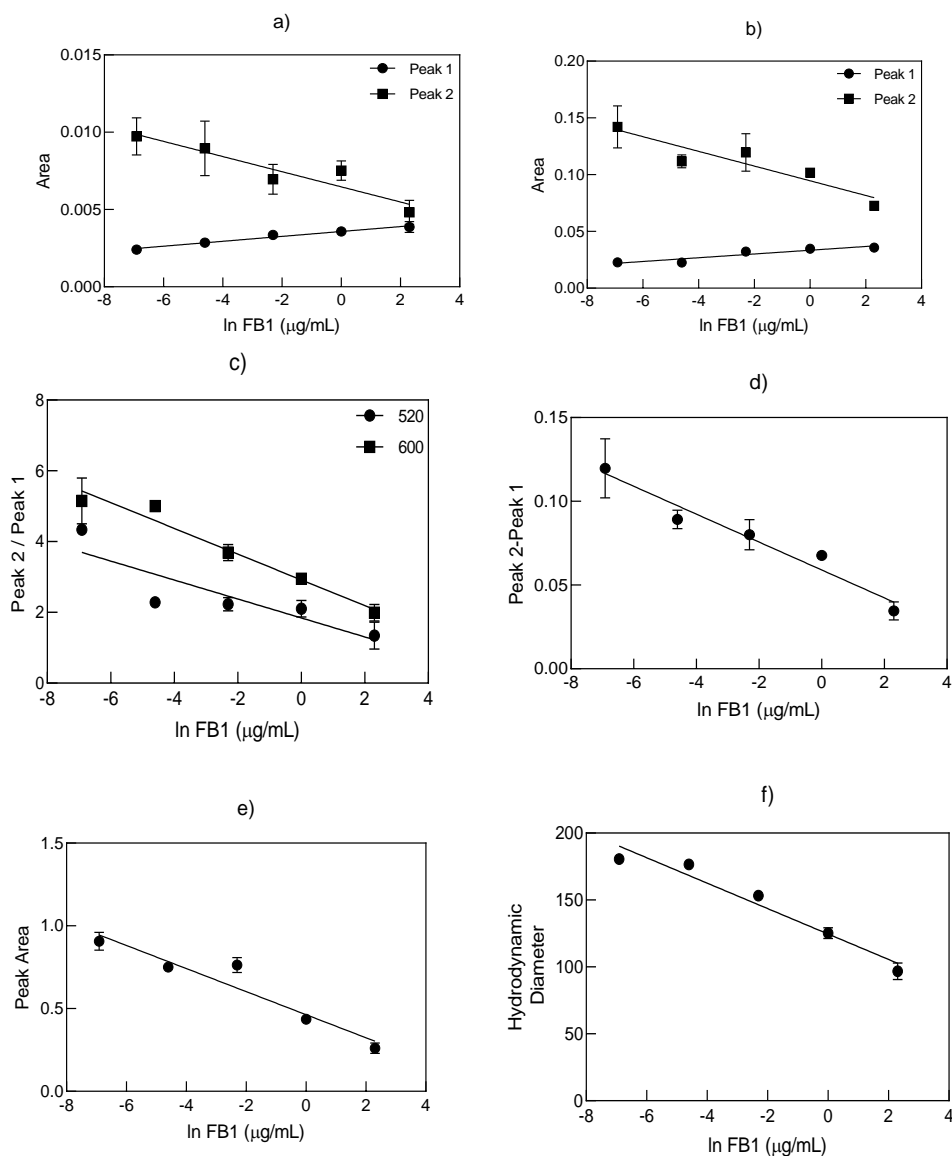 a)
0.015
0.010
0.005
0.000
Area
Peak 1
Peak 2
-8 -6 -4 -2 0 2 4
ln FB1 (μg/mL)
b)
0.20
0.15
0.10
0.05
0.00
Area
Peak 1
Peak 2
-8 -6 -4 -2 0 2 4
ln FB1 (μg/mL)
c)
8
6
4
2
0
Peak 2 / Peak 1
520
600
-8 -6 -4 -2 0 2 4
ln FB1 (μg/mL)
d)
0.15
0.10
0.05
0.00
Peak 2-Peak 1
-8 -6 -4 -2 0 2 4
ln FB1 (μg/mL)
e)
1.5
1.0
0.5
0.0
Peak Area
-8 -6 -4 -2 0 2 4
ln FB1 (μg/mL)
f)
200
150
100
50
0
Hydrodynamic
Diameter
-8 -6 -4 -2 0 2 4
ln FB1 (μg/mL)